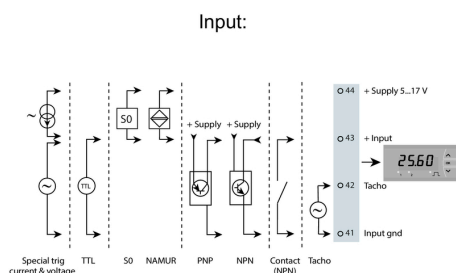 Input:
44 + Supply 5...17 V
S0
+ Supply + Supply
43 + Input
25.60
TTL
42 Tacho
41 Input gnd
Special trig
current & voltage
TTL
S0
NAMUR
PNP
NPN
Contact
(NPN)
Tacho